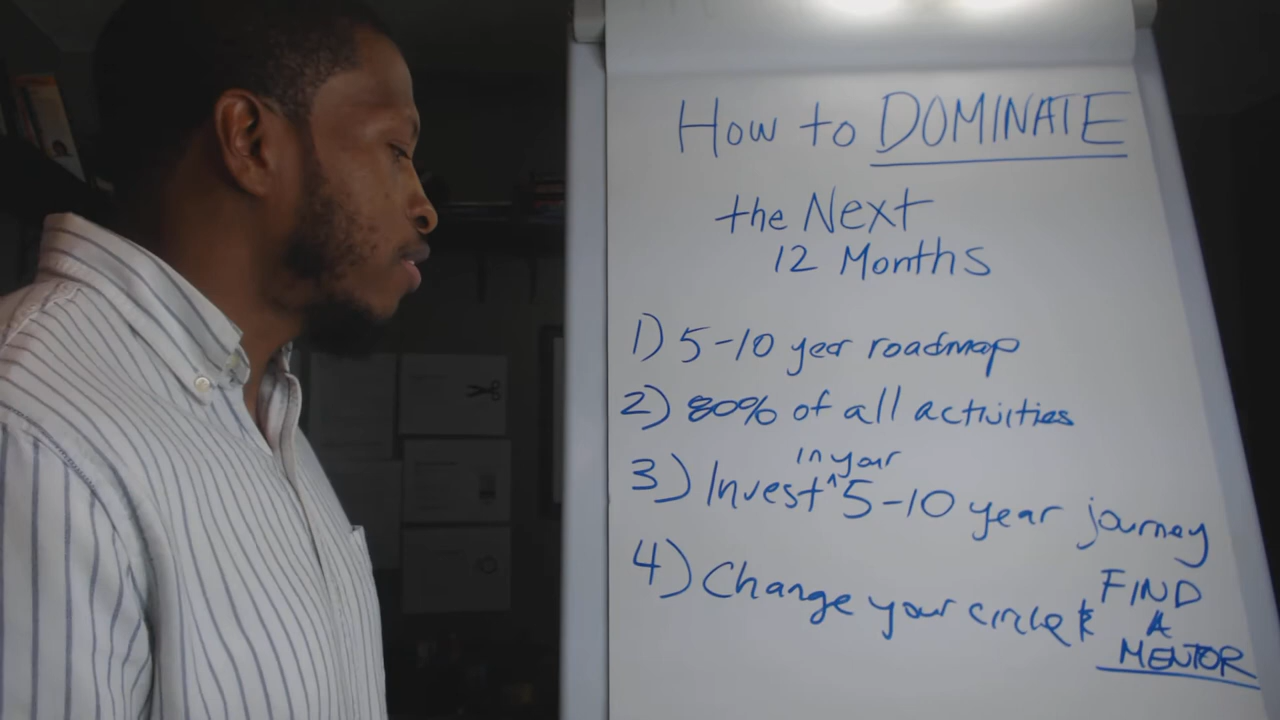 How to DOMINATE
the Next
12 Months
1) 5-10 year roadmap
2) 80% of all activities
in your
3) Invest ^ 5-10 year journey
4) Change your circle &
FIND
A
MENTOR